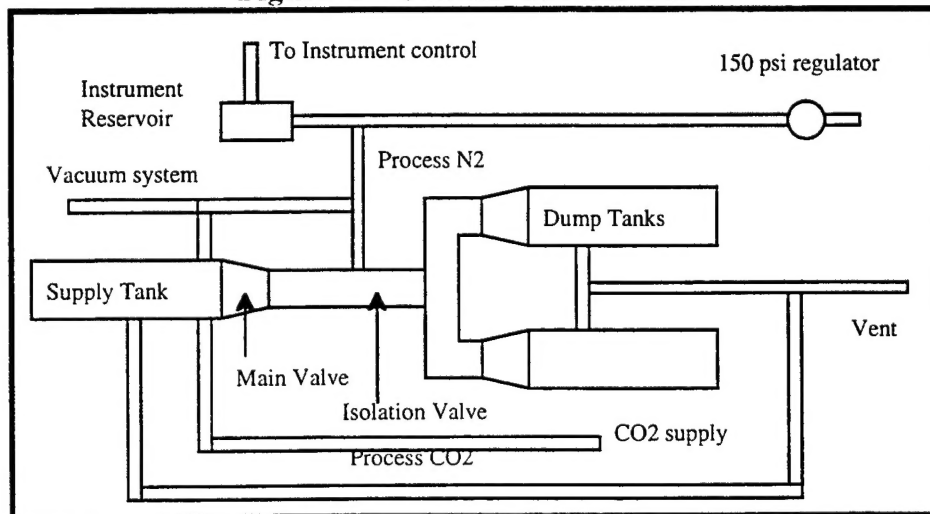 To Instrument control
150 psi regulator
Instrument
Reservoir
Process N2
Vacuum system
Dump Tanks
Supply Tank
Vent
Main Valve
Isolation Valve
CO2 supply
Process CO2